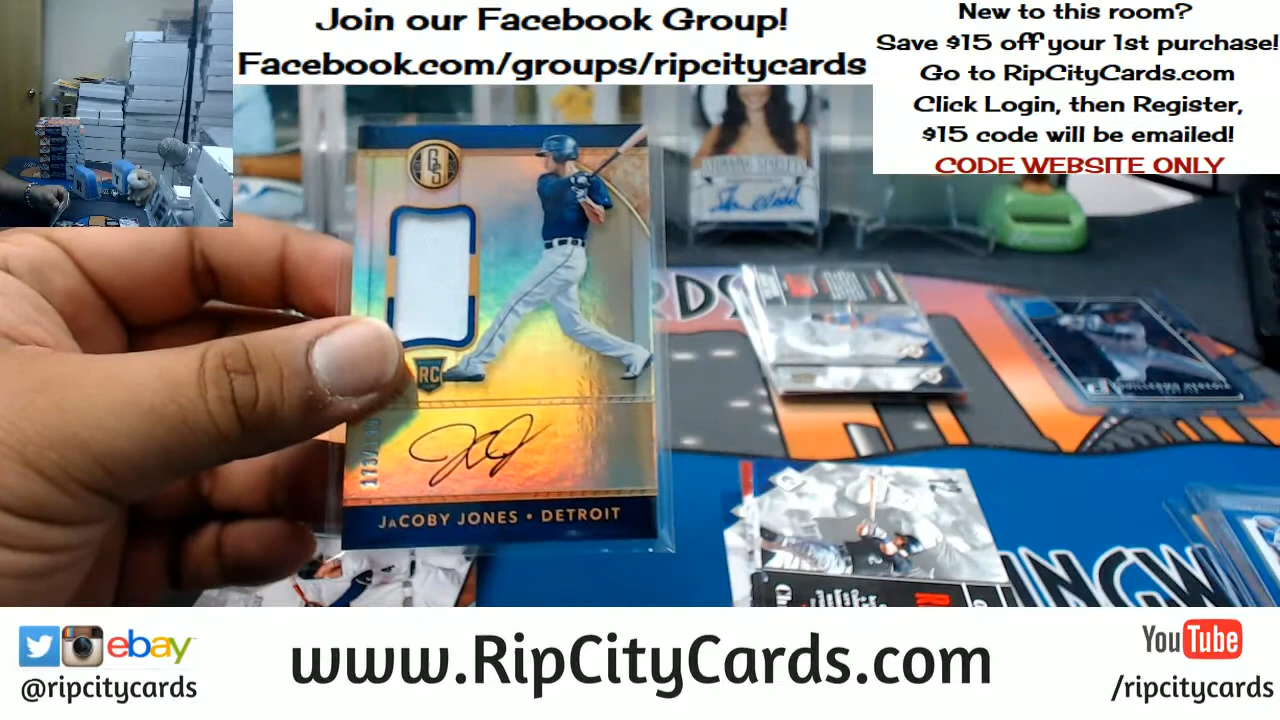 Join our Facebook Group!
Facebook.com/groups/ripcitycards
New to this room?
Save $15 off your 1st purchase!
Go to RipCityCards.com
Click Login, then Register,
$15 code will be emailed!
CODE WEBSITE ONLY
GS
RC
JACOBY JONES • DETROIT
INGW
ebay
@ripcitycards
www.RipCityCards.com
YouTube
/ripcitycards